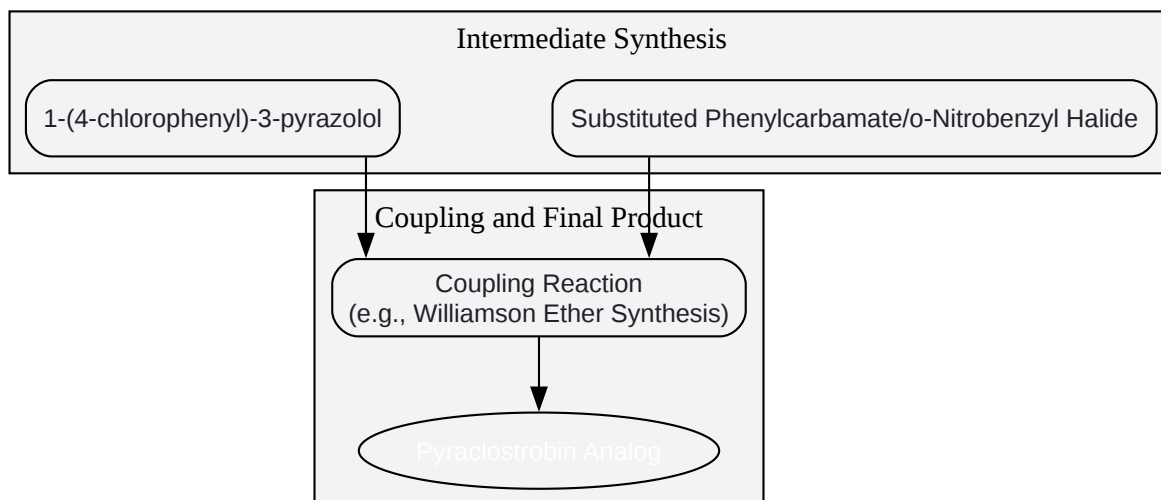 Intermediate Synthesis
1-(4-chlorophenyl)-3-pyrazolol
Substituted Phenylcarbamate/o-Nitrobenzyl Halide
Coupling and Final Product
Coupling Reaction
(e.g., Williamson Ether Synthesis)
Pyraclostrobin Analog